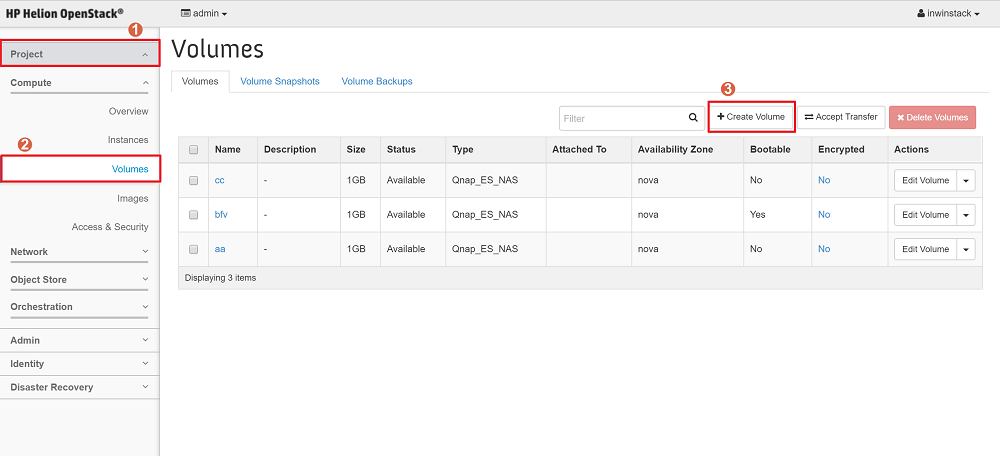 HP Helion OpenStack® admin inwinstack
1
Project
Compute
Overview
Instances
2
Volumes
Images
Access & Security
Network
Object Store
Orchestration
Admin
Identity
Disaster Recovery
Volumes
Volumes Volume Snapshots Volume Backups
3
Filter + Create Volume Accept Transfer Delete Volumes
Name Description Size Status Type Attached To Availability Zone Bootable Encrypted Actions
cc - 1GB Available Qnap_ES_NAS nova No No Edit Volume
bfv - 1GB Available Qnap_ES_NAS nova Yes No Edit Volume
aa - 1GB Available Qnap_ES_NAS nova No No Edit Volume
Displaying 3 items